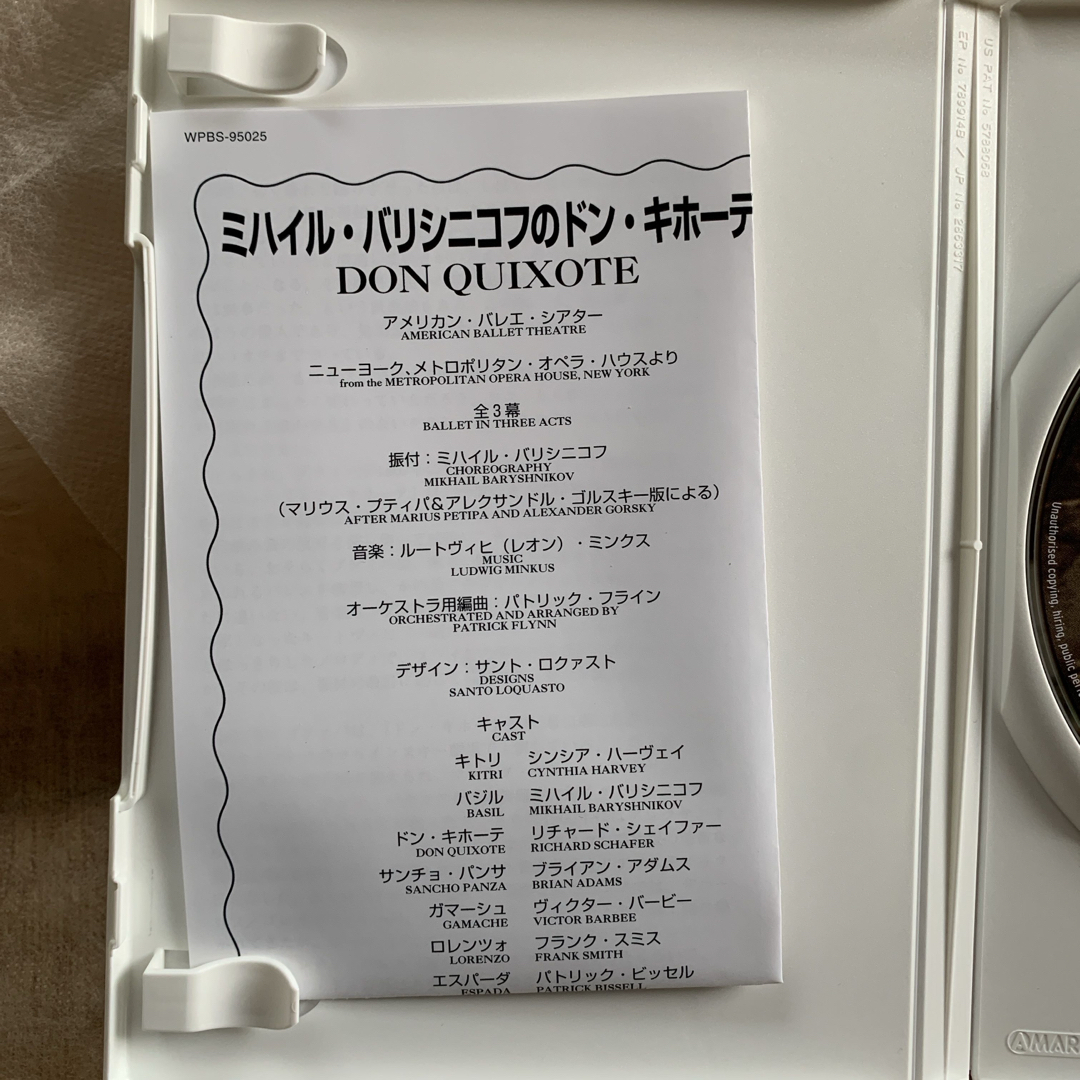 WPBS-95025
ミハイル・バリシニコフのドン・キホーテ
DON QUIXOTE
アメリカン・バレエ・シアター
AMERICAN BALLET THEATRE
ニューヨーク、メトロポリタン・オペラ・ハウスより
from the METROPOLITAN OPERA HOUSE, NEW YORK
全3幕
BALLET IN THREE ACTS
振付：ミハイル・バリシニコフ
CHOREOGRAPHY
MIKHAIL BARYSHNIKOV
（マリウス・プティパ&アレクサンドル・ゴルスキー版による）
AFTER MARIUS PETIPA AND ALEXANDER GORSKY
音楽：ルートヴィヒ（レオン）・ミンクス
MUSIC
LUDWIG MINKUS
オーケストラ用編曲：パトリック・フライン
ORCHESTRATED AND ARRANGED BY
PATRICK FLYNN
デザイン：サント・ロクァスト
DESIGNS
SANTO LOQUASTO
キャスト
CAST
キトリ シンシア・ハーヴェイ
KITRI CYNTHIA HARVEY
バジル ミハイル・バリシニコフ
BASIL MIKHAIL BARYSHNIKOV
ドン・キホーテ リチャード・シェイファー
DON QUIXOTE RICHARD SCHAFER
サンチョ・パンサ ブライアン・アダムス
SANCHO PANZA BRIAN ADAMS
ガマーシュ ヴィクター・バービー
GAMACHE VICTOR BARBEE
ロレンツォ フランク・スミス
LORENZO FRANK SMITH
エスパーダ パトリック・ビッセル
ESPADA PATRICK BISSELL
EP No 789914B / JP No 2863317
US PAT No 5788068
Unauthorised copying, hiring, public
AMAR